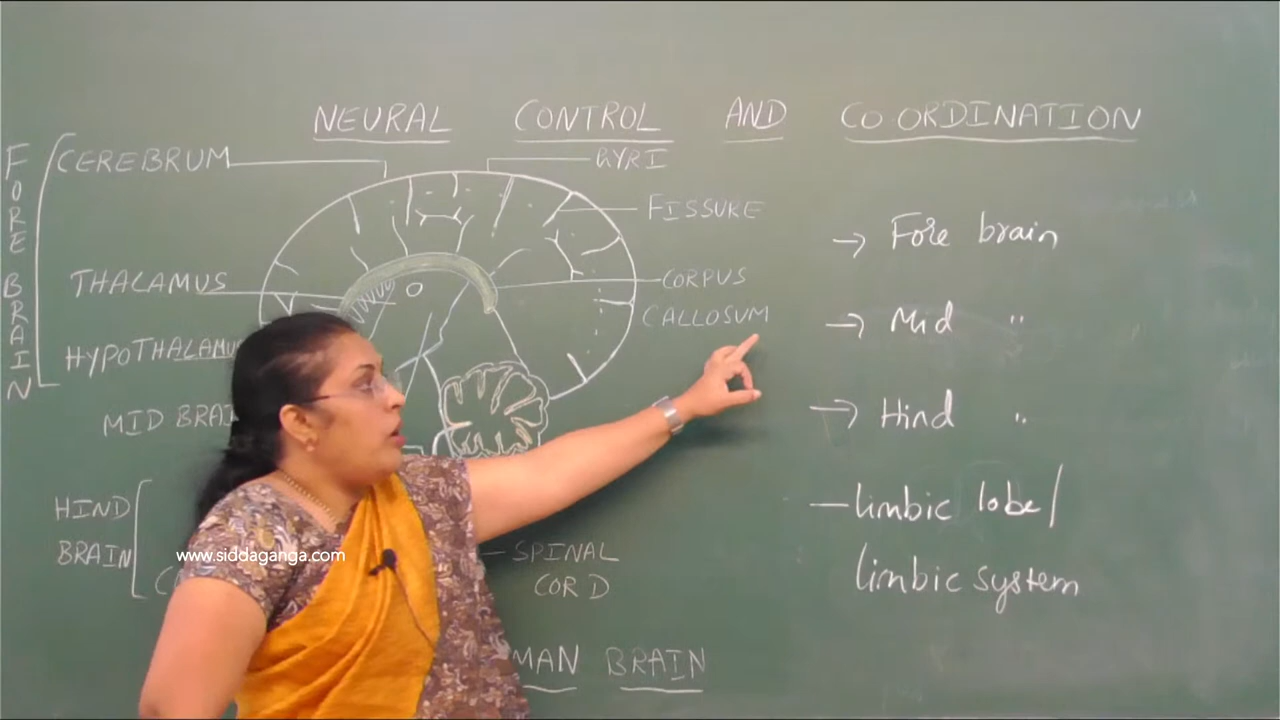 NEURAL CONTROL AND CO ORDINATION
FORE BRAIN
CEREBRUM
GYRI
FISSURE
THALAMUS
CORPUS
CALLOSUM
HYPOTHALAMU
MID BRAI
HIND
BRAIN
SPINAL
CORD
MAN BRAIN
→ Fore brain
→ Mid "
→ Hind "
— limbic lobe/
limbic system
www.siddaganga.com